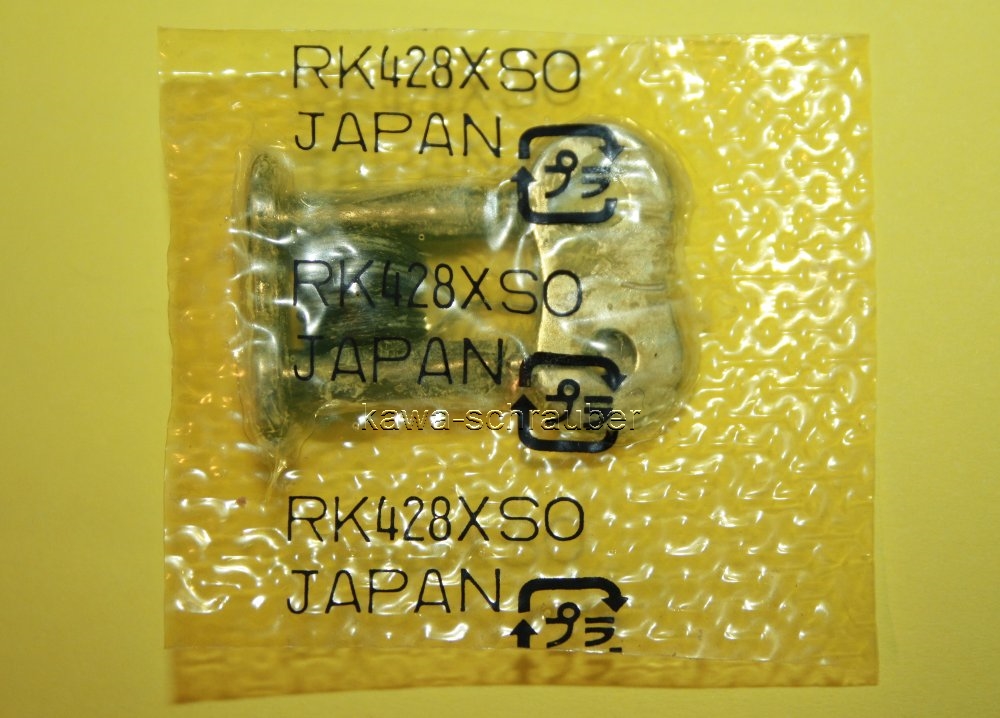 RK428XSO
JAPAN
プラ
RK428XSO
JAPAN
プラ
kawa-schrauber
RK428XSO
JAPAN
プラ